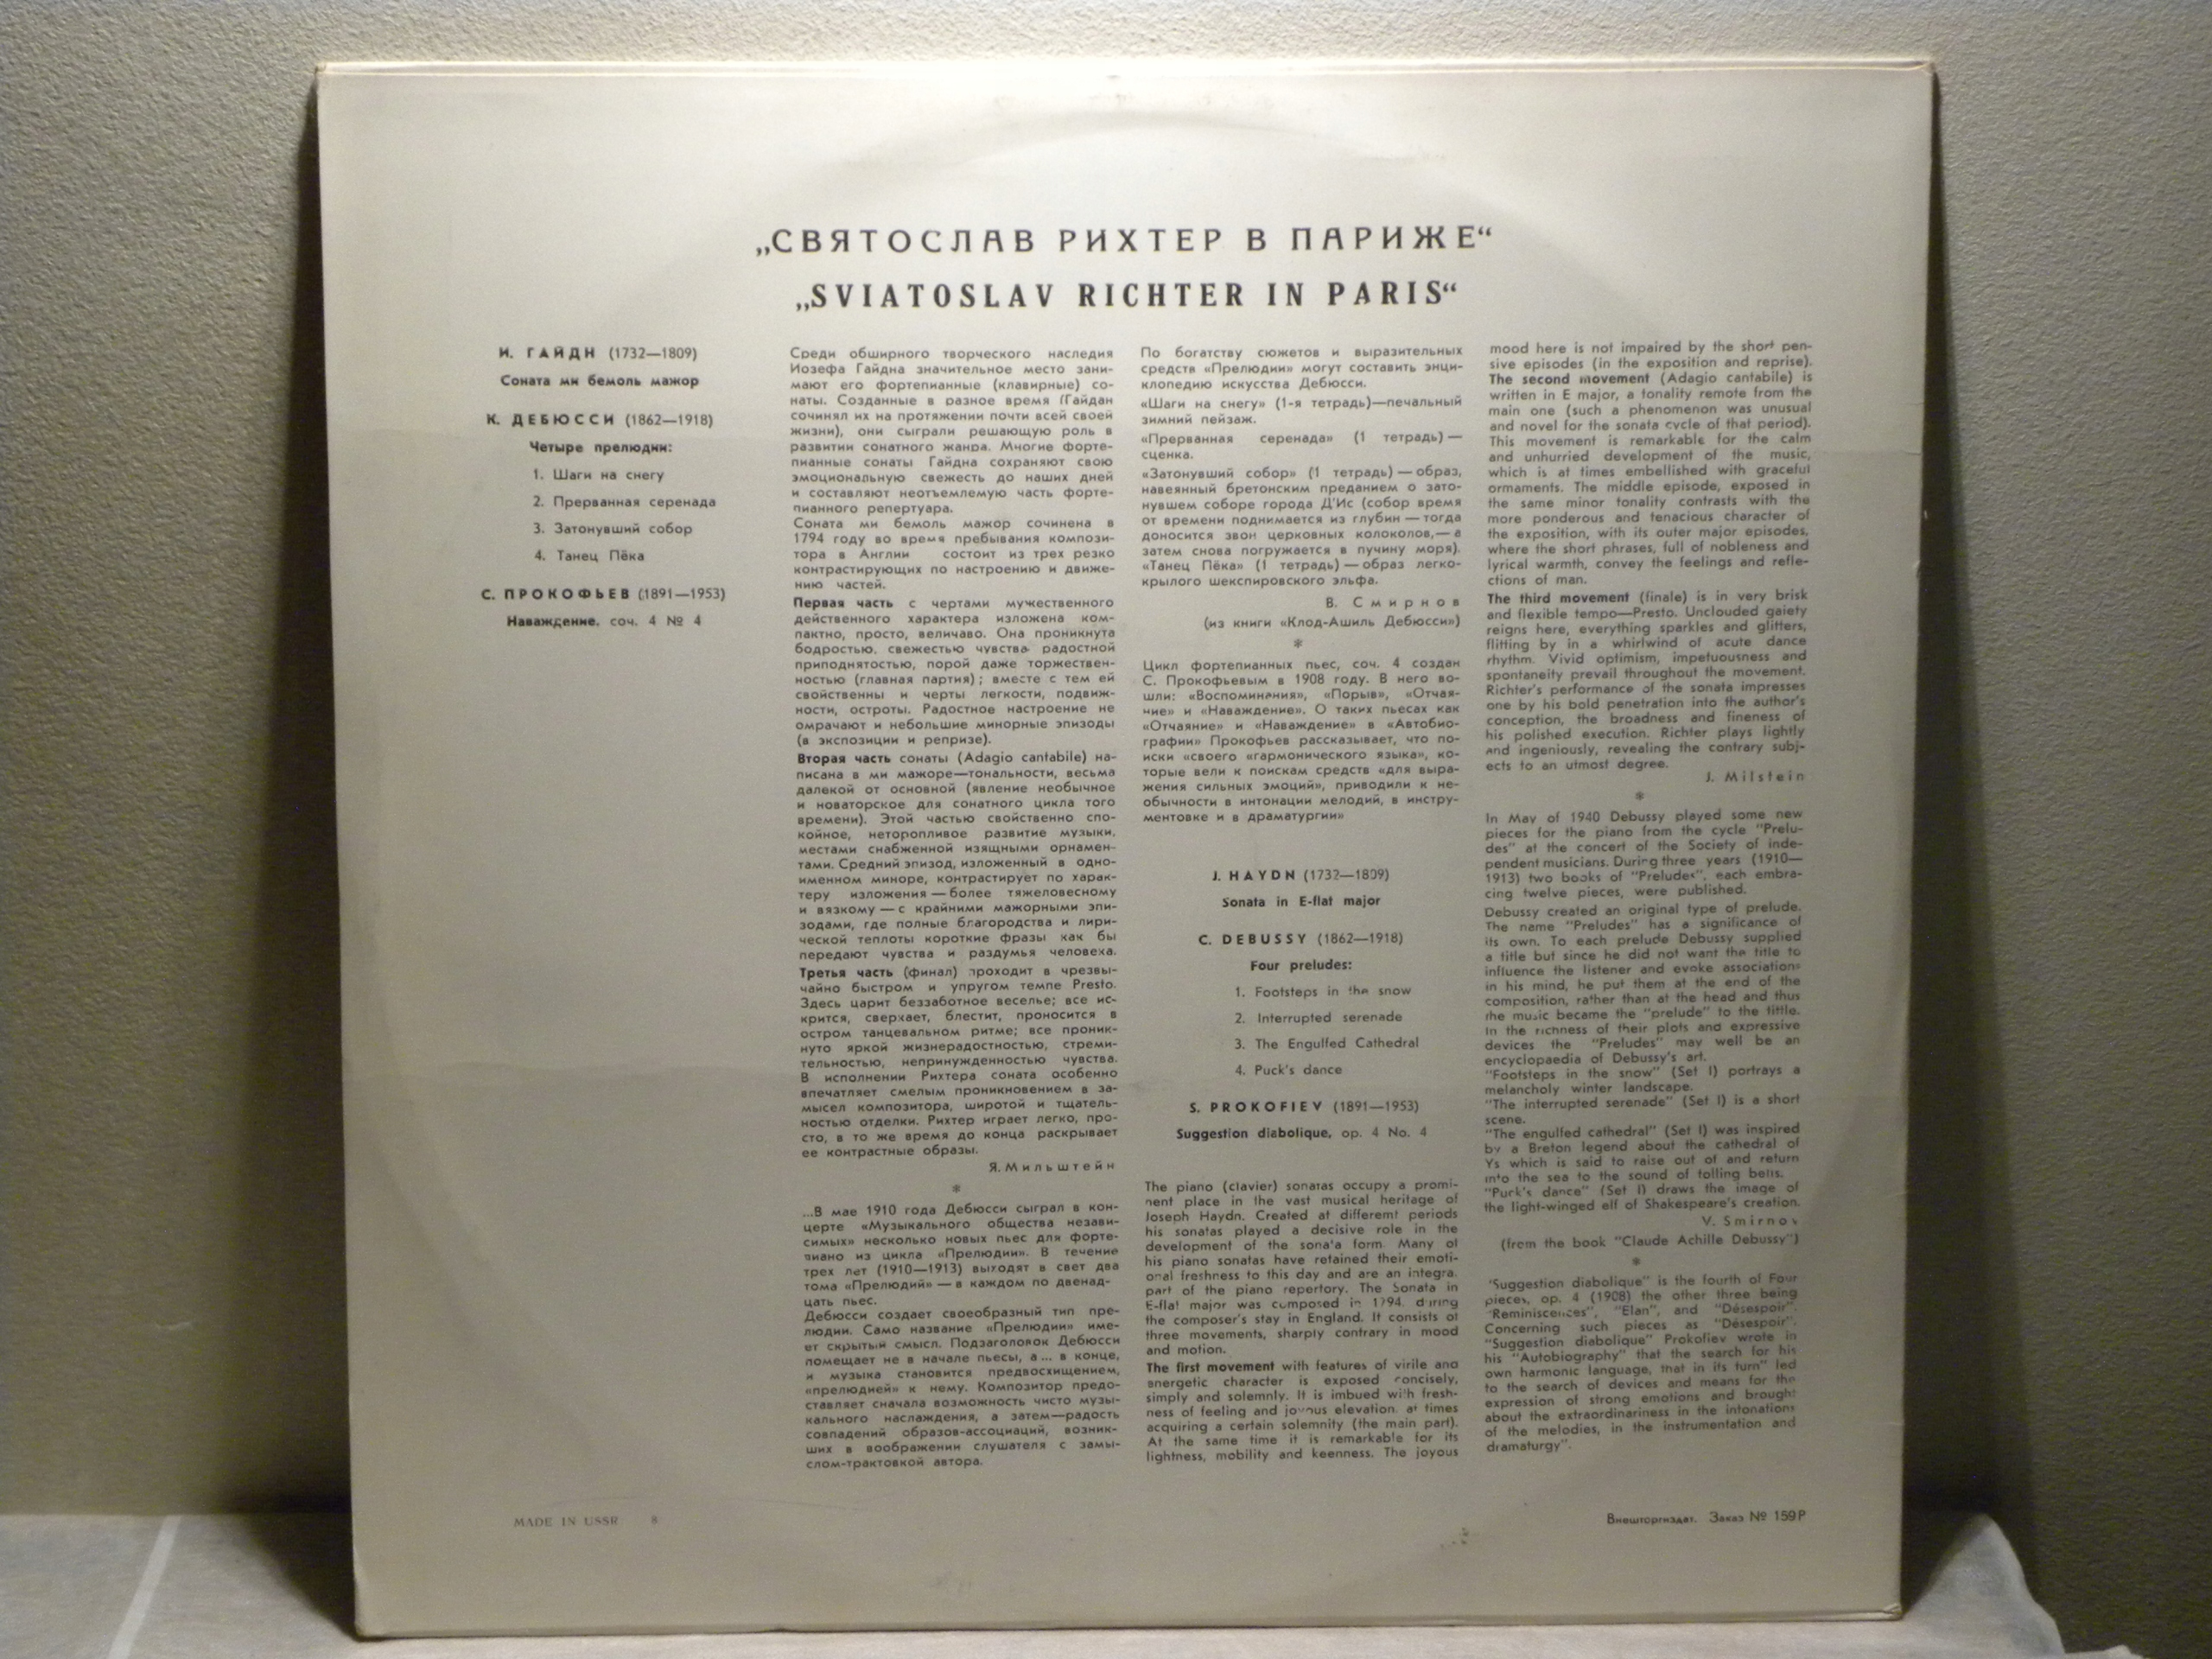 „СВЯТОСЛАВ РИХТЕР В ПАРИЖЕ“
„SVIATOSLAV RICHTER IN PARIS“
И. ГАЙДН (1732—1809)
Соната ми бемоль мажор
К. ДЕБЮССИ (1862—1918)
Четыре прелюдии:
1. Шаги на снегу
2. Прерванная серенада
3. Затонувший собор
4. Танец Пёка
С. ПРОКОФЬЕВ (1891—1953)
Наваждение, соч. 4 № 4
Среди обширного творческого наследия
Иозефа Гайдна значительное место зани-
мают его фортепианные (клавирные) со-
наты. Созданные в разное время (Гайдан
сочинял их на протяжении почти всей своей
жизни), они сыграли решающую роль в
развитии сонатного жанра. Многие форте-
пианные сонаты Гайдна сохраняют свою
эмоциональную свежесть до наших дней
и составляют неотъемлемую часть форте-
пианного репертуара.
Соната ми бемоль мажор сочинена в
1794 году во время пребывания компози-
тора в Англии состоит из трех резко
контрастирующих по настроению и движе-
нию частей.
Первая часть с чертами мужественного
действенного характера изложена ком-
пактно, просто, величаво. Она проникнута
бодростью, свежестью чувства, радостной
приподнятостью, порой даже торжествен-
ностью (главная партия); вместе с тем ей
свойственны и черты легкости, подвиж-
ности, остроты. Радостное настроение не
омрачают и небольшие минорные эпизоды
(в экспозиции и репризе).
Вторая часть сонаты (Adagio cantabile) на-
писана в ми мажоре—тональности, весьма
далекой от основной (явление необычное
и новаторское для сонатного цикла того
времени). Этой частью свойственно спо-
койное, неторопливое развитие музыки,
местами снабженной изящными орнамен-
тами. Средний эпизод, изложенный в одно-
именном миноре, контрастирует по харак-
теру изложения — более тяжеловесному
и вязкому — с крайними мажорными эпи-
зодами, где полные благородства и лири-
ческой теплоты короткие фразы как бы
передают чувства и раздумья человека.
Третья часть (финал) проходит в чрезвы-
чайно быстром и упругом темпе Presto.
Здесь царит беззаботное веселье; все ис-
крится, сверкает, блестит, проносится в
остром танцевальном ритме; все проник-
нуто яркой жизнерадостностью, стреми-
тельностью, непринужденностью чувства.
В исполнении Рихтера соната особенно
впечатляет смелым проникновением в за-
мысел композитора, широтой и тщатель-
ностью отделки. Рихтер играет легко, про-
сто, в то же время до конца раскрывает
ее контрастные образы.
Я. Мильштейн
*
...В мае 1910 года Дебюсси сыграл в кон-
церте «Музыкального общества незави-
симых» несколько новых пьес для форте-
пиано из цикла «Прелюдии». В течение
трех лет (1910—1913) выходят в свет два
тома «Прелюдий» — в каждом по двенад-
цать пьес.
Дебюсси создает своеобразный тип пре-
людии. Само название «Прелюдии» име-
ет скрытый смысл. Подзаголовок Дебюсси
помещает не в начале пьесы, а ... в конце,
и музыка становится предвосхищением,
«прелюдией» к нему. Композитор предо-
ставляет сначала возможность чисто музы-
кального наслаждения, а затем—радость
совпадений образов-ассоциаций, возник-
ших в воображении слушателя с замы-
слом-трактовкой автора.
По богатству сюжетов и выразительных
средств «Прелюдии» могут составить энци-
клопедию искусства Дебюсси.
«Шаги на снегу» (1-я тетрадь)—печальный
зимний пейзаж.
«Прерванная серенада» (1 тетрадь) —
сценка.
«Затонувший собор» (1 тетрадь) — образ,
навеянный бретонским преданием о зато-
нувшем соборе города Д'Ис (собор время
от времени поднимается из глубин — тогда
доносится звон церковных колоколов,— а
затем снова погружается в пучину моря).
«Танец Пёка» (1 тетрадь) — образ легко-
крылого шекспировского эльфа.
В. Смирнов
(из книги «Клод-Ашиль Дебюсси»)
*
Цикл фортепианных пьес, соч. 4 создан
С. Прокофьевым в 1908 году. В него во-
шли: «Воспоминания», «Порыв», «Отчая-
ние» и «Наваждение». О таких пьесах как
«Отчаяние» и «Наваждение» в «Автобио-
графии» Прокофьев рассказывает, что по-
иски «своего «гармонического языка», ко-
торые вели к поискам средств «для выра-
жения сильных эмоций», приводили к не-
обычности в интонации мелодий, в инстру-
ментовке и в драматургии»
J. HAYDN (1732—1809)
Sonata in E-flat major
C. DEBUSSY (1862—1918)
Four preludes:
1. Footsteps in the snow
2. Interrupted serenade
3. The Engulfed Cathedral
4. Puck's dance
S. PROKOFIEV (1891—1953)
Suggestion diabolique, op. 4 No. 4
The piano (clavier) sonatas occupy a promi-
nent place in the vast musical heritage of
Joseph Haydn. Created at differemt periods
his sonatas played a decisive role in the
development of the sonata form. Many of
his piano sonatas have retained their emoti-
onal freshness to this day and are an integra.
part of the piano repertory. The Sonata in
E-flat major was composed in 1794, during
the composer's stay in England. It consists of
three movements, sharply contrary in mood
and motion.
The first movement with features of virile and
energetic character is exposed concisely,
simply and solemnly. It is imbued with fresh-
ness of feeling and joyous elevation, at times
acquiring a certain solemnity (the main part).
At the same time it is remarkable for its
lightness, mobility and keenness. The joyous
mood here is not impaired by the short pen-
sive episodes (in the exposition and reprise).
The second movement (Adagio cantabile) is
written in E major, a tonality remote from the
main one (such a phenomenon was unusual
and novel for the sonata cycle of that period).
This movement is remarkable for the calm
and unhurried development of the music,
which is at times embellished with graceful
ormaments. The middle episode, exposed in
the same minor tonality contrasts with the
more ponderous and tenacious character of
the exposition, with its outer major episodes,
where the short phrases, full of nobleness and
lyrical warmth, convey the feelings and refle-
ctions of man.
The third movement (finale) is in very brisk
and flexible tempo—Presto. Unclouded gaiety
reigns here, everything sparkles and glitters,
flitting by in a whirlwind of acute dance
rhythm. Vivid optimism, impetuousness and
spontaneity prevail throughout the movement.
Richter's performance of the sonata impresses
one by his bold penetration into the author's
conception, the broadness and fineness of
his polished execution. Richter plays lightly
and ingeniously, revealing the contrary subj-
ects to an utmost degree.
J. Milstein
*
In May of 1940 Debussy played some new
pieces for the piano from the cycle "Prelu-
des" at the concert of the Society of inde-
pendent musicians. During three years (1910—
1913) two books of "Preludes", each embra-
cing twelve pieces, were published.
Debussy created an original type of prelude.
The name "Preludes" has a significance of
its own. To each prelude Debussy supplied
a title but since he did not want the title to
influence the listener and evoke associations
in his mind, he put them at the end of the
composition, rather than at the head and thus
the music became the "prelude" to the tittle.
In the richness of their plots and expressive
devices the "Preludes" may well be an
encyclopaedia of Debussy's art.
"Footsteps in the snow" (Set I) portrays a
melancholy winter landscape.
"The interrupted serenade" (Set I) is a short
scene.
"The engulfed cathedral" (Set I) was inspired
by a Breton legend about the cathedral of
Ys which is said to raise out of and return
into the sea to the sound of tolling bells.
"Puck's dance" (Set I) draws the image of
the light-winged elf of Shakespeare's creation.
V. Smirnov
(from the book "Claude Achille Debussy")
*
"Suggestion diabolique" is the fourth of Four
pieces, op. 4 (1908) the other three being
"Reminiscences", "Elan", and "Désespoir".
Concerning such pieces as "Désespoir".
"Suggestion diabolique" Prokofiev wrote in
his "Autobiography" that the search for his
own harmonic language, that in its turn" led
to the search of devices and means for the
expression of strong emotions and brought
about the extraordinariness in the intonations
of the melodies, in the instrumentation and
dramaturgy".
MADE IN USSR 8
Внешторгиздат. Заказ № 159Р